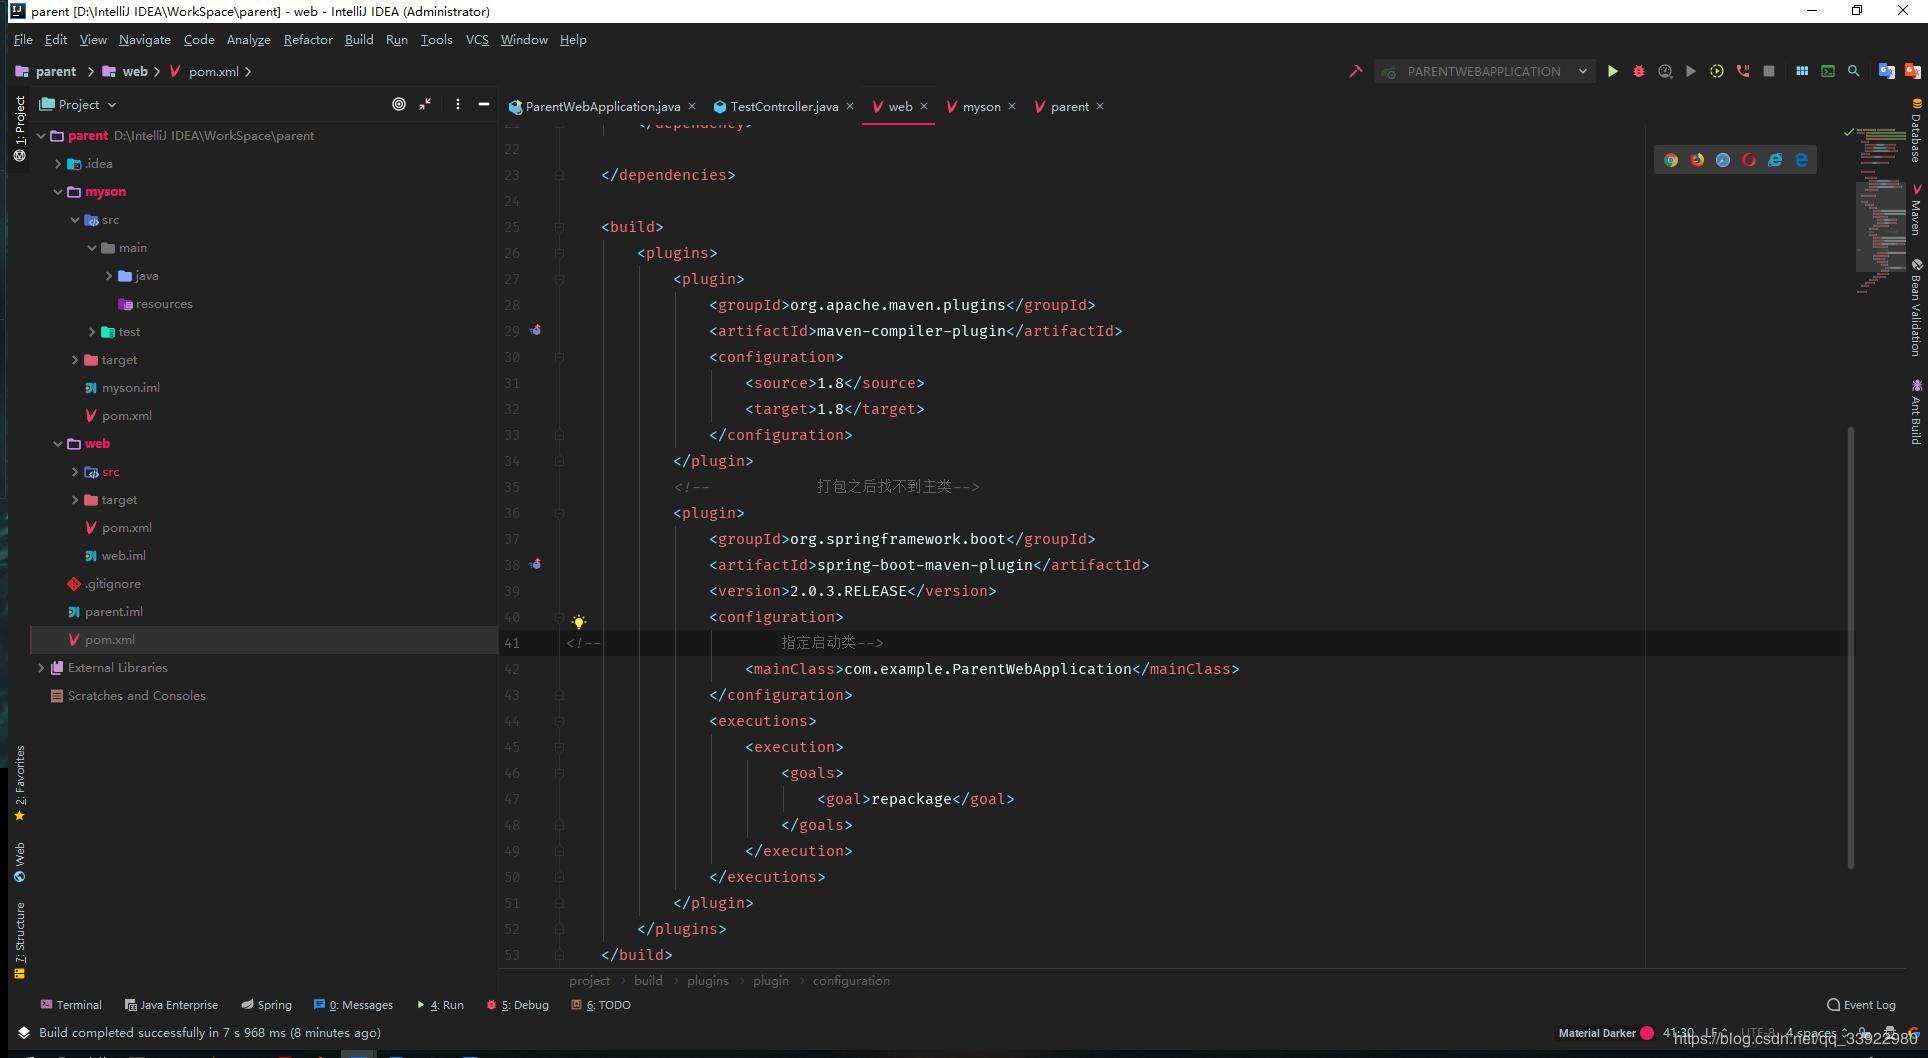 parent [D:\IntelliJ IDEA\WorkSpace\parent] - web - IntelliJ IDEA (Administrator)
File Edit View Navigate Code Analyze Refactor Build Run Tools VCS Window Help
parent web pom.xml
PARENTWEBAPPLICATION
1: Project
Project
ParentWebApplication.java
TestController.java
web
myson
parent
parent D:\IntelliJ IDEA\WorkSpace\parent
.idea
myson
src
main
java
resources
test
target
myson.iml
pom.xml
web
src
target
pom.xml
web.iml
.gitignore
parent.iml
pom.xml
External Libraries
Scratches and Consoles
21 </dependency>
22
23 </dependencies>
24
25 <build>
26 <plugins>
27 <plugin>
28 <groupId>org.apache.maven.plugins</groupId>
29 <artifactId>maven-compiler-plugin</artifactId>
30 <configuration>
31 <source>1.8</source>
32 <target>1.8</target>
33 </configuration>
34 </plugin>
35 <!-- 打包之后找不到主类-->
36 <plugin>
37 <groupId>org.springframework.boot</groupId>
38 <artifactId>spring-boot-maven-plugin</artifactId>
39 <version>2.0.3.RELEASE</version>
40 <configuration>
41 <!-- 指定启动类-->
42 <mainClass>com.example.ParentWebApplication</mainClass>
43 </configuration>
44 <executions>
45 <execution>
46 <goals>
47 <goal>repackage</goal>
48 </goals>
49 </execution>
50 </executions>
51 </plugin>
52 </plugins>
53 </build>
project › build › plugins › plugin › configuration
Database
Maven
Bean Validation
Ant Build
2: Favorites
Web
7: Structure
Terminal Java Enterprise Spring 0: Messages 4: Run 5: Debug 6: TODO
Event Log
Build completed successfully in 7 s 968 ms (8 minutes ago)
Material Darker 41:30 LF UTF-8 4 spaces
https://blog.csdn.net/qq_33922980